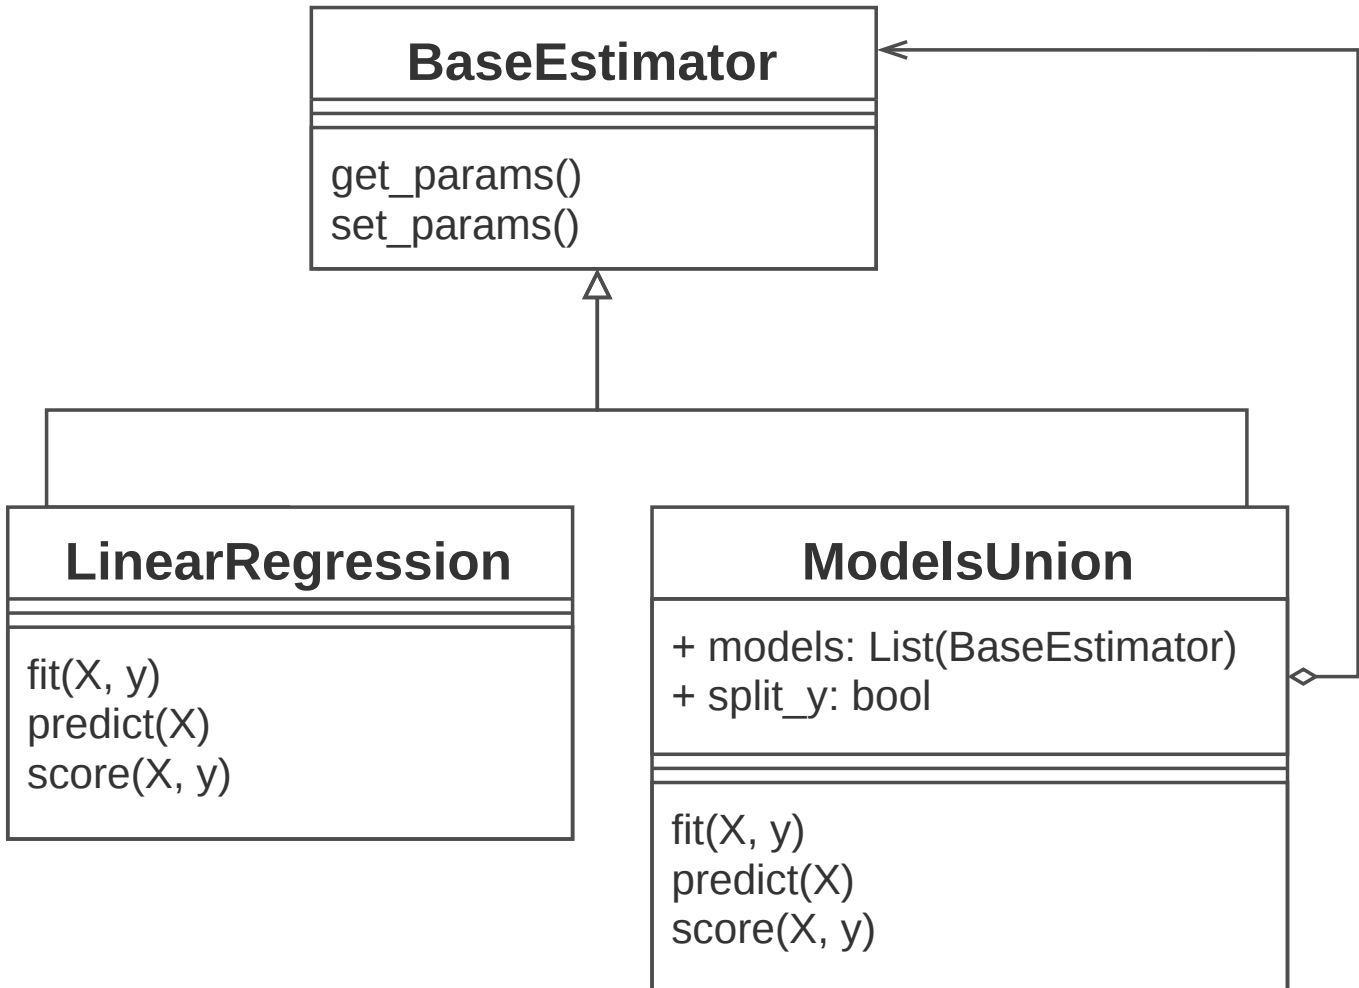 BaseEstimator
get_params()
set_params()
LinearRegression
fit(X, y)
predict(X)
score(X, y)
ModelsUnion
+ models: List(BaseEstimator)
+ split_y: bool
fit(X, y)
predict(X)
score(X, y)